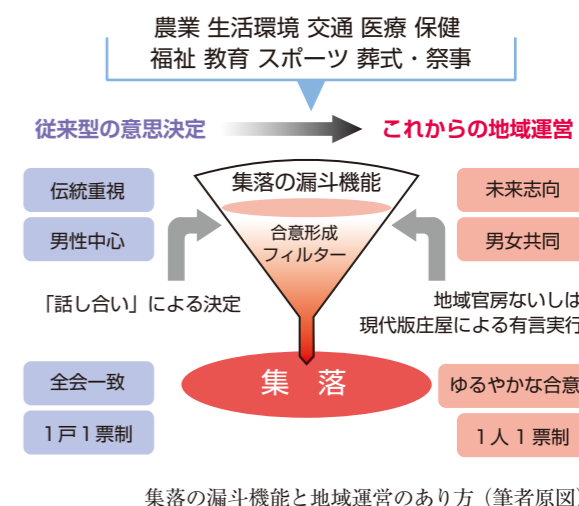 農業 生活環境 交通 医療 保健
福祉 教育 スポーツ 葬式・祭事
従来型の意思決定
これからの地域運営
伝統重視
男性中心
集落の漏斗機能
合意形成
フィルター
未来志向
男女共同
「話し合い」による決定
地域官房ないしは
現代版庄屋による有言実行
全会一致
1戸1票制
集 落
ゆるやかな合意
1人1票制
集落の漏斗機能と地域運営のあり方(筆者原図)